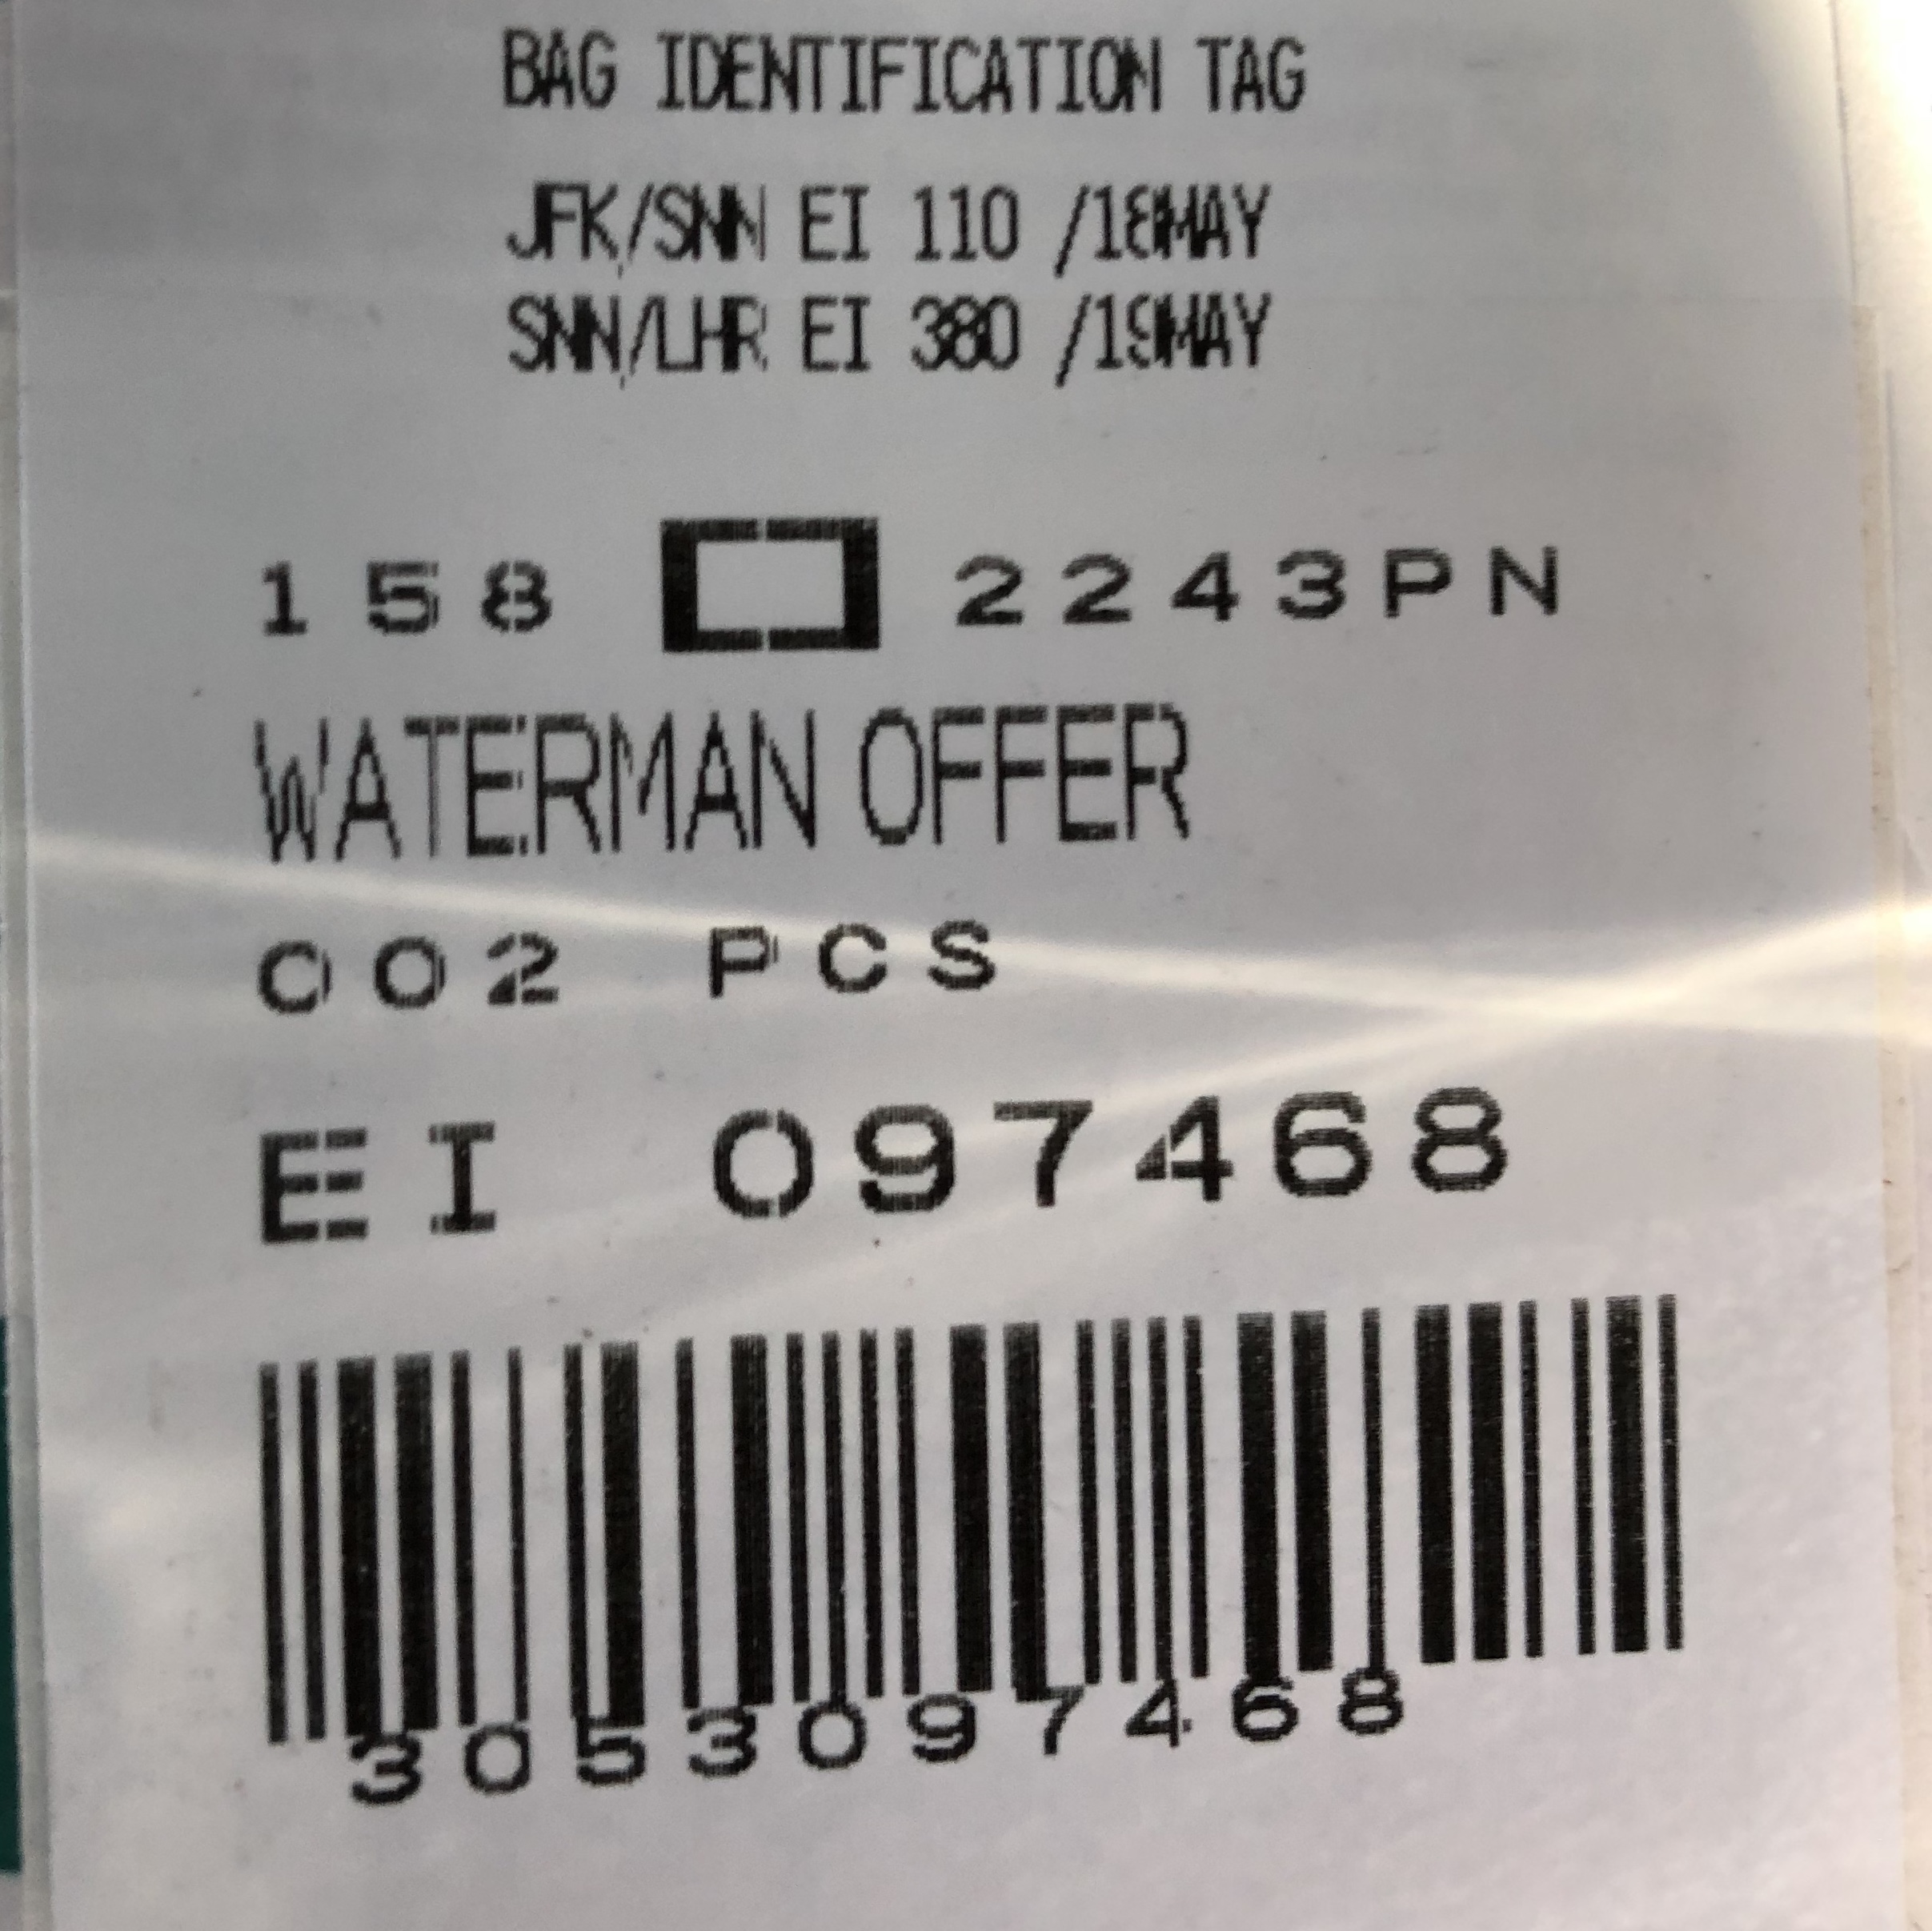 BAG IDENTIFICATION TAG
JFK/SNN EI 110 /18MAY
SNN/LHR EI 380 /19MAY
158 2243PN
WATERMAN OFFER
002 PCS
EI 097468
3053097468